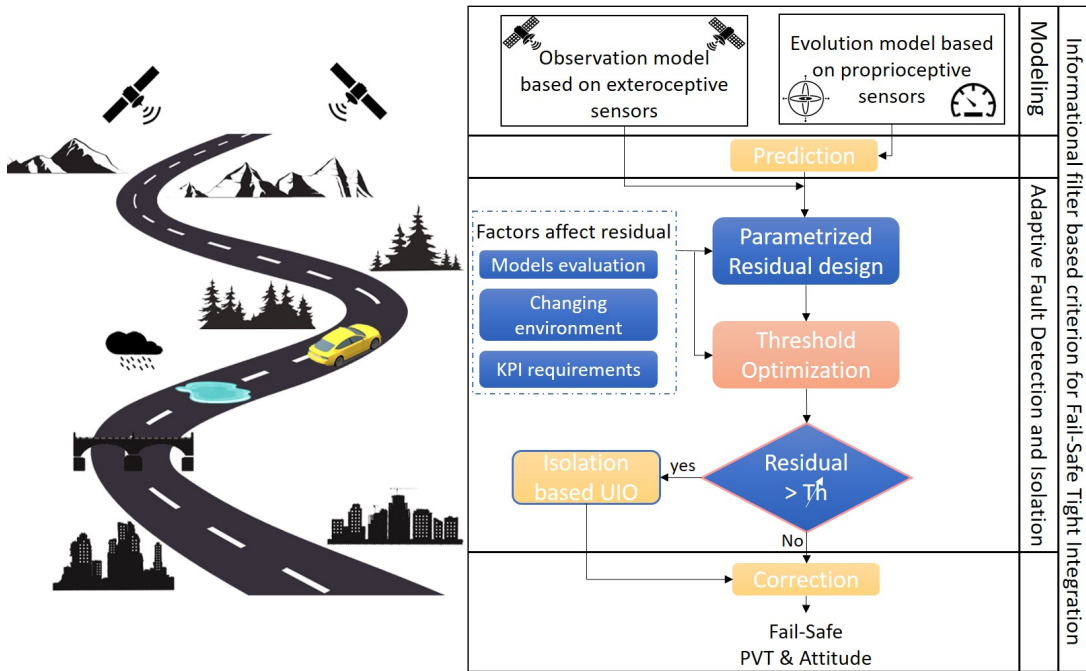 Observation model
based on exteroceptive
sensors
Evolution model based
on proprioceptive
sensors
Modeling
Prediction
Factors affect residual
Models evaluation
Changing
environment
KPI requirements
Parametrized
Residual design
Threshold
Optimization
Residual
> Th
yes
No
Isolation
based UIO
Adaptive Fault Detection and Isolation
Correction
Fail-Safe
PVT & Attitude
Informational filter based criterion for Fail-Safe Tight Integration